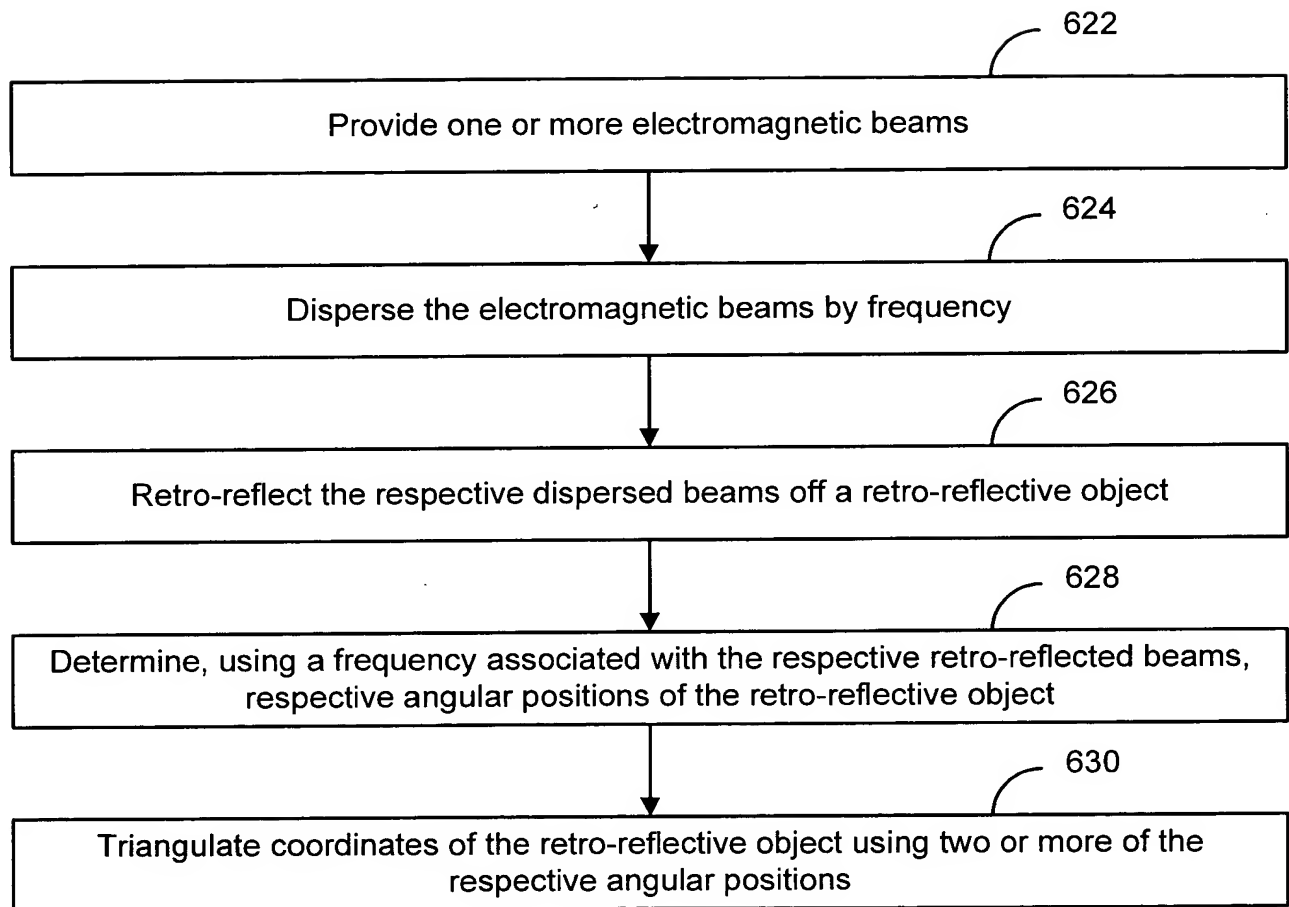 622
Provide one or more electromagnetic beams
624
Disperse the electromagnetic beams by frequency
626
Retro-reflect the respective dispersed beams off a retro-reflective object
628
Determine, using a frequency associated with the respective retro-reflected beams,
respective angular positions of the retro-reflective object
630
Triangulate coordinates of the retro-reflective object using two or more of the
respective angular positions